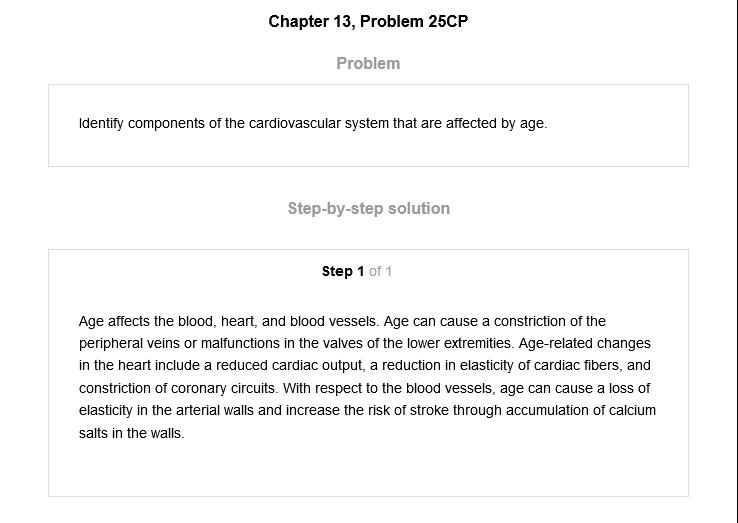 Chapter 13, Problem 25CP
Problem
Identify components of the cardiovascular system that are affected by age.
Step-by-step solution
Step 1 of 1
Age affects the blood, heart, and blood vessels. Age can cause a constriction of the
peripheral veins or malfunctions in the valves of the lower extremities. Age-related changes
in the heart include a reduced cardiac output, a reduction in elasticity of cardiac fibers, and
constriction of coronary circuits. With respect to the blood vessels, age can cause a loss of
elasticity in the arterial walls and increase the risk of stroke through accumulation of calcium
salts in the walls.